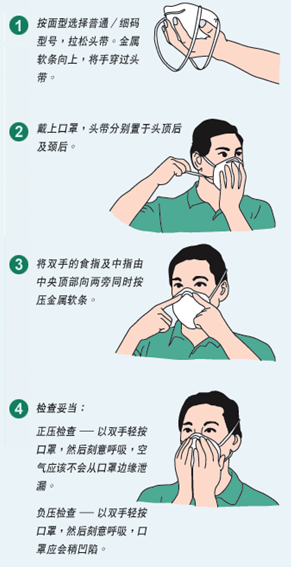 1 按面型选择普通/细码
型号，拉松头带。金属
软条向上，将手穿过头
带。
2 戴上口罩，头带分别置于头顶后
及颈后。
3 将双手的食指及中指由
中央顶部向两旁同时按
压金属软条。
4 检查妥当：
正压检查 — 以双手轻按
口罩，然后刻意呼吸，空
气应该不会从口罩边缘泄
漏。
负压检查 — 以双手轻按
口罩，然后刻意呼吸，口
罩应会稍凹陷。